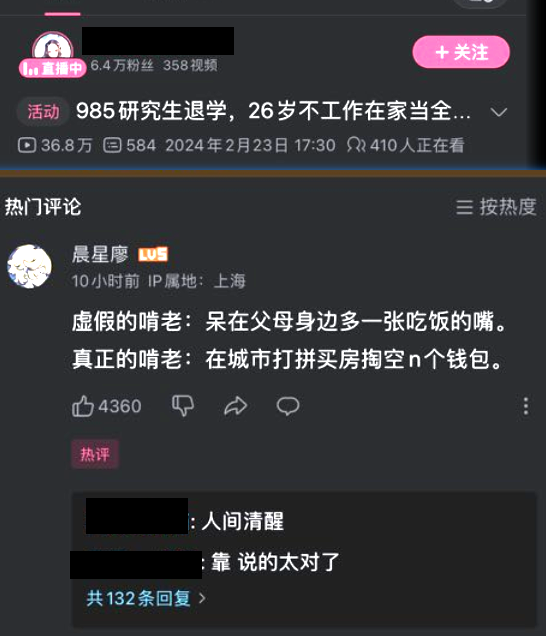 直播中
6.4万粉丝 358视频
+ 关注
活动 985研究生退学，26岁不工作在家当全...
36.8万 584 2024年2月23日 17:30 410人正在看
热门评论
按热度
晨星廖 LV5
10小时前 IP属地：上海
虚假的啃老：呆在父母身边多一张吃饭的嘴。
真正的啃老：在城市打拼买房掏空n个钱包。
4360
热评
: 人间清醒
: 靠 说的太对了
共132条回复 >